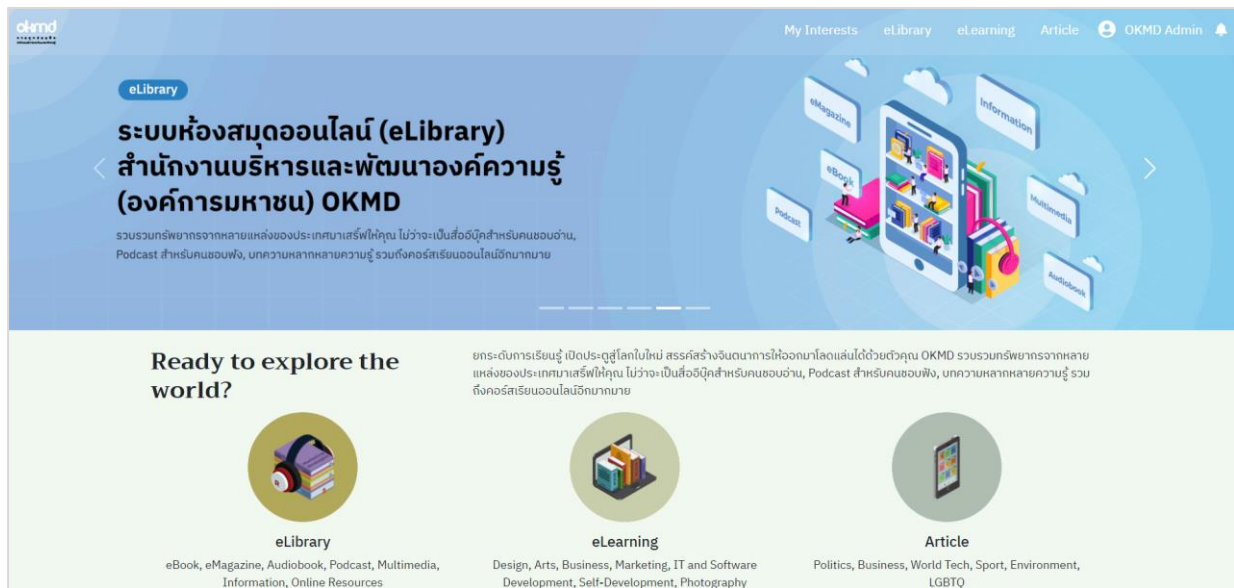 okmd
My Interests eLibrary eLearning Article OKMD Admin
eLibrary
ระบบห้องสมุดออนไลน์ (eLibrary)
สำนักงานบริหารและพัฒนาองค์ความรู้
(องค์การมหาชน) OKMD
รวบรวมทรัพยากรจากหลายแหล่งของประเทศมาเสิร์ฟให้คุณ ไม่ว่าจะเป็นสื่ออีบุ๊คสำหรับคนชอบอ่าน,
Podcast สำหรับคนชอบฟัง, บทความหลากหลายความรู้ รวมถึงคอร์สเรียนออนไลน์อีกมากมาย
eMagazine
Information
eBook
Podcast
Multimedia
Audiobook
Ready to explore the
world?
ยกระดับการเรียนรู้ เปิดประตูสู่โลกใบใหม่ สรรค์สร้างจินตนาการให้ออกมาโลดแล่นได้ด้วยตัวคุณ OKMD รวบรวมทรัพยากรจากหลาย
แหล่งของประเทศมาเสิร์ฟให้คุณ ไม่ว่าจะเป็นสื่ออีบุ๊คสำหรับคนชอบอ่าน, Podcast สำหรับคนชอบฟัง, บทความหลากหลายความรู้ รวม
ถึงคอร์สเรียนออนไลน์อีกมากมาย
eLibrary
eBook, eMagazine, Audiobook, Podcast, Multimedia,
Information, Online Resources
eLearning
Design, Arts, Business, Marketing, IT and Software
Development, Self-Development, Photography
Article
Politics, Business, World Tech, Sport, Environment,
LGBTQ